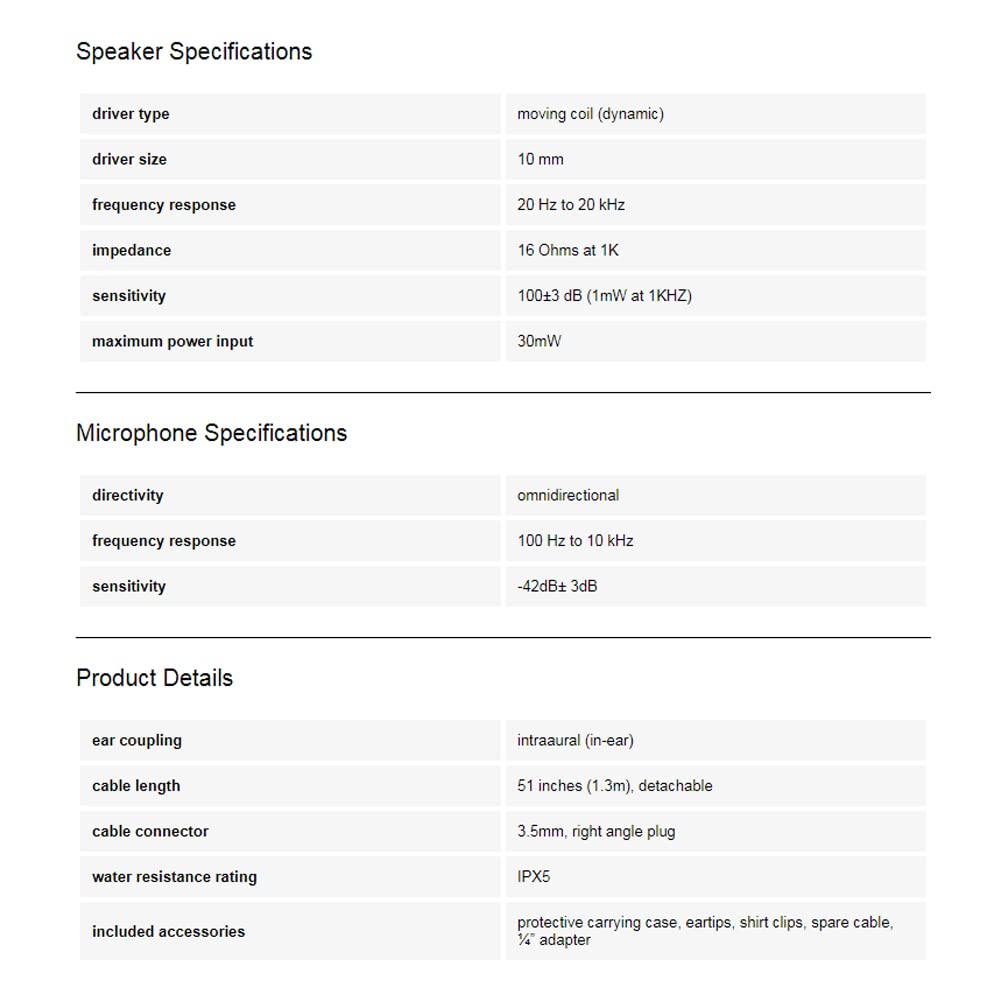 Speaker Specifications
driver type moving coil (dynamic)
driver size 10 mm
frequency response 20 Hz to 20 kHz
impedance 16 Ohms at 1K
sensitivity 100±3 dB (1mW at 1KHZ)
maximum power input 30mW
Microphone Specifications
directivity omnidirectional
frequency response 100 Hz to 10 kHz
sensitivity -42dB± 3dB
Product Details
ear coupling intraaural (in-ear)
cable length 51 inches (1.3m), detachable
cable connector 3.5mm, right angle plug
water resistance rating IPX5
included accessories protective carrying case, eartips, shirt clips, spare cable,
¼” adapter